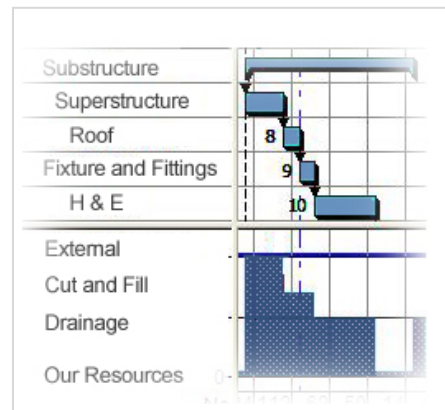 Substructure
Superstructure
Roof
8
Fixture and Fittings
9
H & E
10
External
Cut and Fill
Drainage
Our Resources
0